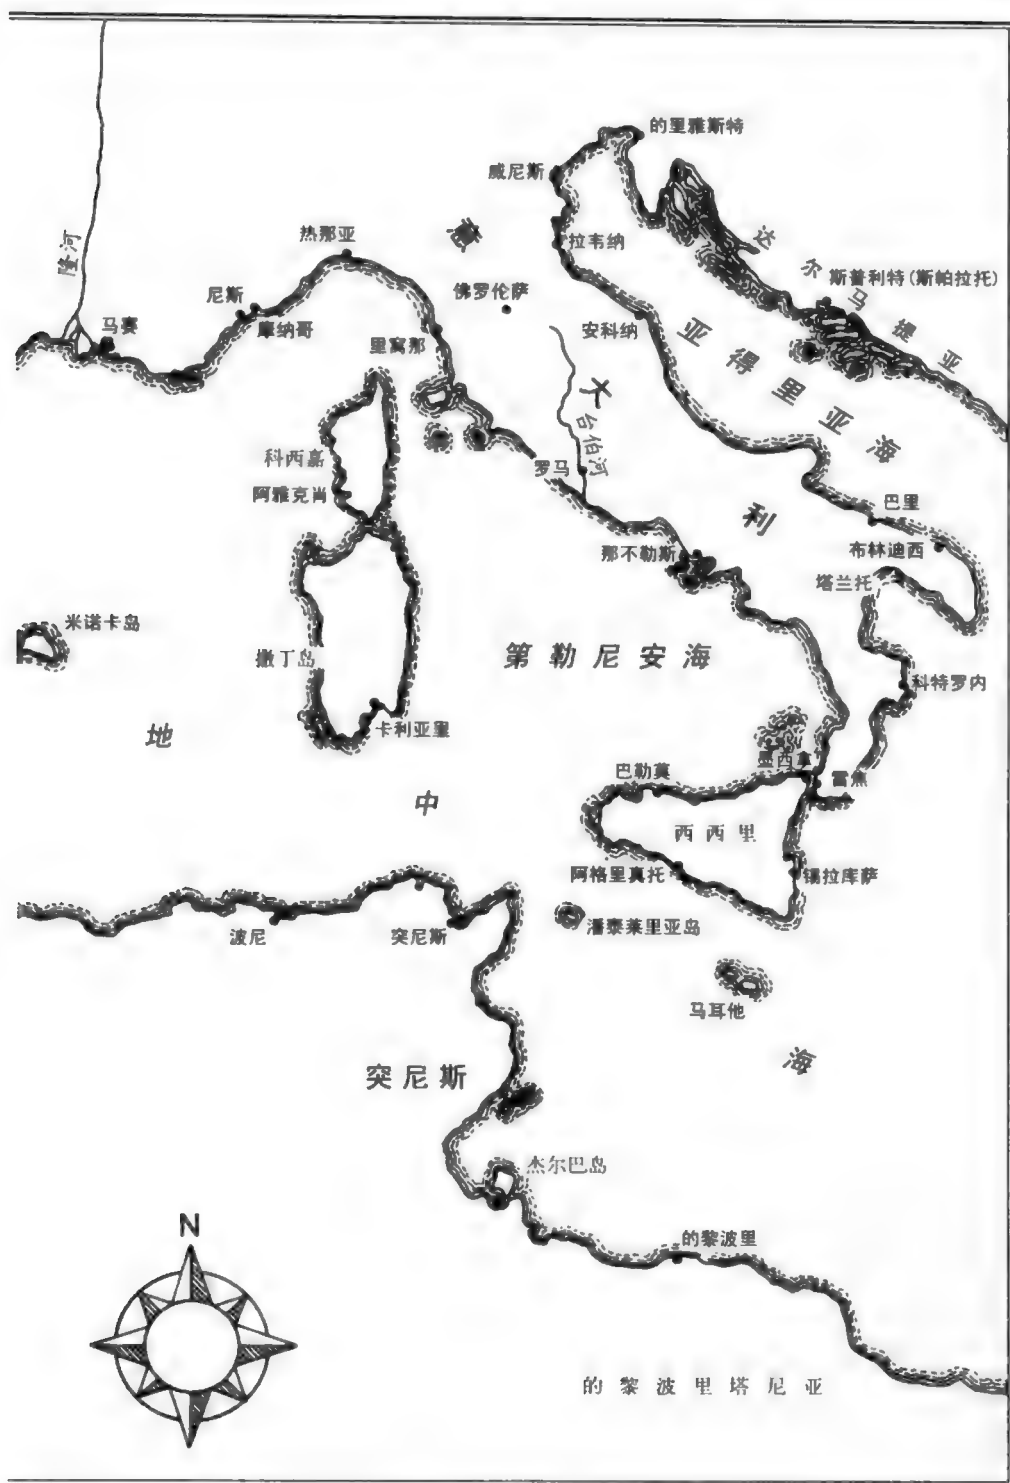 的里雅斯特
威尼斯
达尔马提亚
隆河
热那亚
意大利
拉韦纳
斯普利特(斯帕拉托)
尼斯
佛罗伦萨
摩纳哥
马赛
安科纳
亚得里亚海
里窝那
台伯河
科西嘉
罗马
阿雅克肖
巴里
那不勒斯
布林迪西
塔兰托
米诺卡岛
撒丁岛
第勒尼安海
科特罗内
卡利亚里
地中海
墨西拿
巴勒莫
雷焦
西西里
阿格里真托
锡拉库萨
波尼
突尼斯
潘泰莱里亚岛
马耳他
突尼斯
杰尔巴岛
N
的黎波里
的黎波里塔尼亚